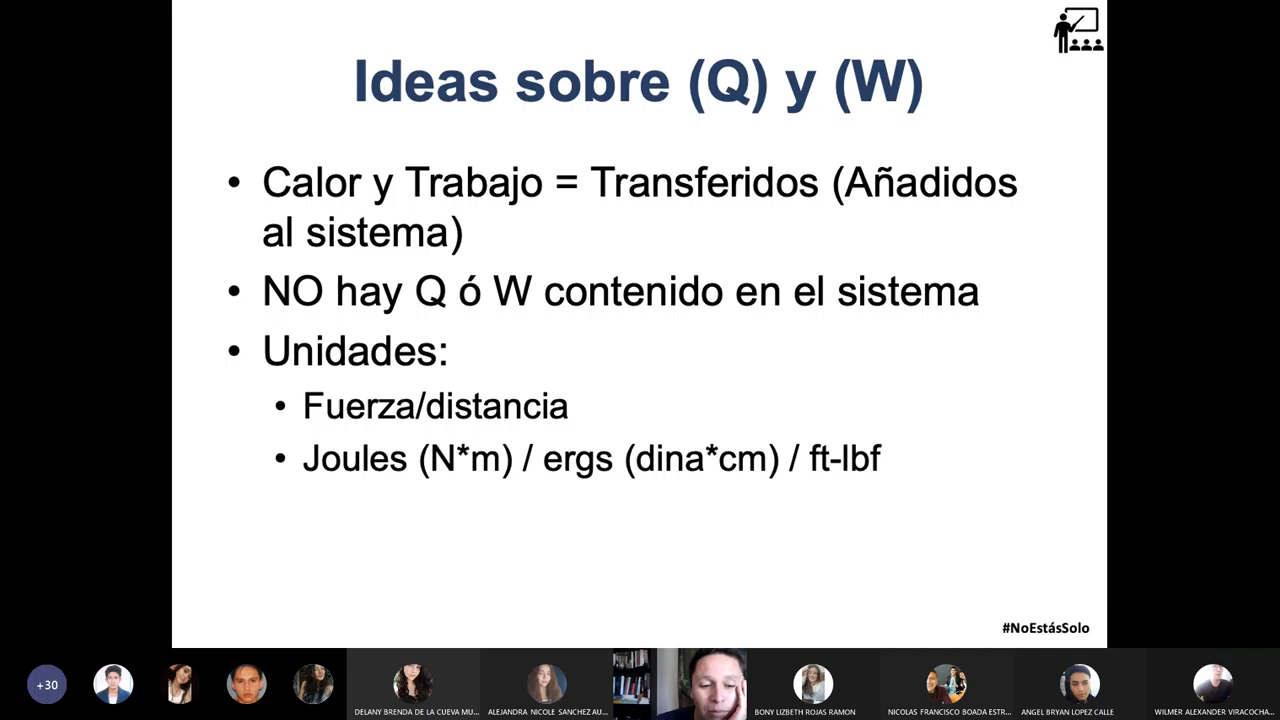 Ideas sobre (Q) y (W)
• Calor y Trabajo = Transferidos (Añadidos
al sistema)
• NO hay Q ó W contenido en el sistema
• Unidades:
• Fuerza/distancia
• Joules (N*m) / ergs (dina*cm) / ft-lbf
#NoEstásSolo
+30
DELANY BRENDA DE LA CUEVA MU...
ALEJANDRA NICOLE SANCHEZ AU...
BONY LIZBETH ROJAS RAMON
NICOLAS FRANCISCO BOADA ESTR...
ANGEL BRYAN LOPEZ CALLE
WILMER ALEXANDER VIRACOCHA...